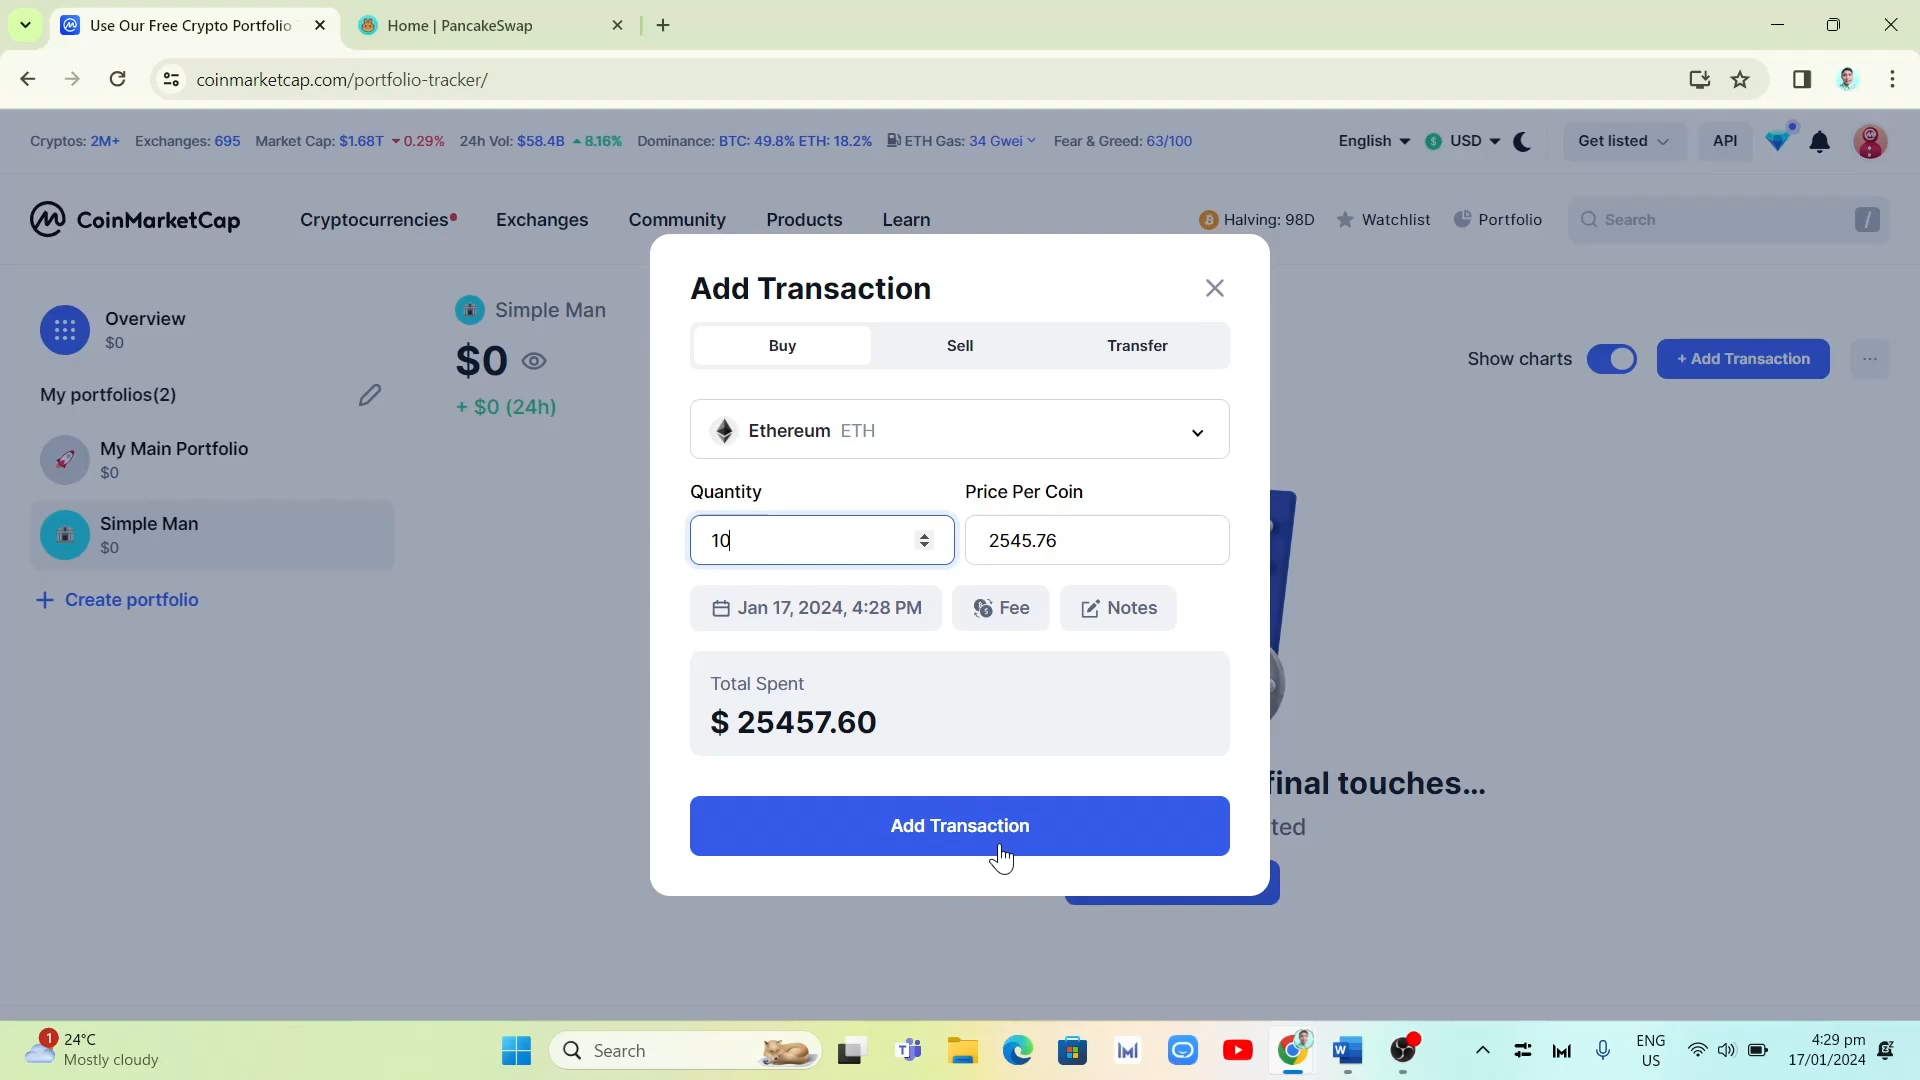 Use Our Free Crypto Portfolio
Home | PancakeSwap
coinmarketcap.com/portfolio-tracker/
Cryptos: 2M+ Exchanges: 695 Market Cap: $1.68T 0.29% 24h Vol: $58.4B 8.16% Dominance: BTC: 49.8% ETH: 18.2% ETH Gas: 34 Gwei Fear & Greed: 63/100
English USD Get listed API
CoinMarketCap Cryptocurrencies Exchanges Community Products Learn
Halving: 98D Watchlist Portfolio Search /
Overview
$0
My portfolios(2)
My Main Portfolio
$0
Simple Man
$0
Create portfolio
Simple Man
$0
+ $0 (24h)
Show charts
+ Add Transaction
Add Transaction
Buy Sell Transfer
Ethereum ETH
Quantity Price Per Coin
10 2545.76
Jan 17, 2024, 4:28 PM Fee Notes
Total Spent
$ 25457.60
Add Transaction
final touches...
ted
1
24°C
Mostly cloudy
Search
ENG
US
4:29 pm
17/01/2024